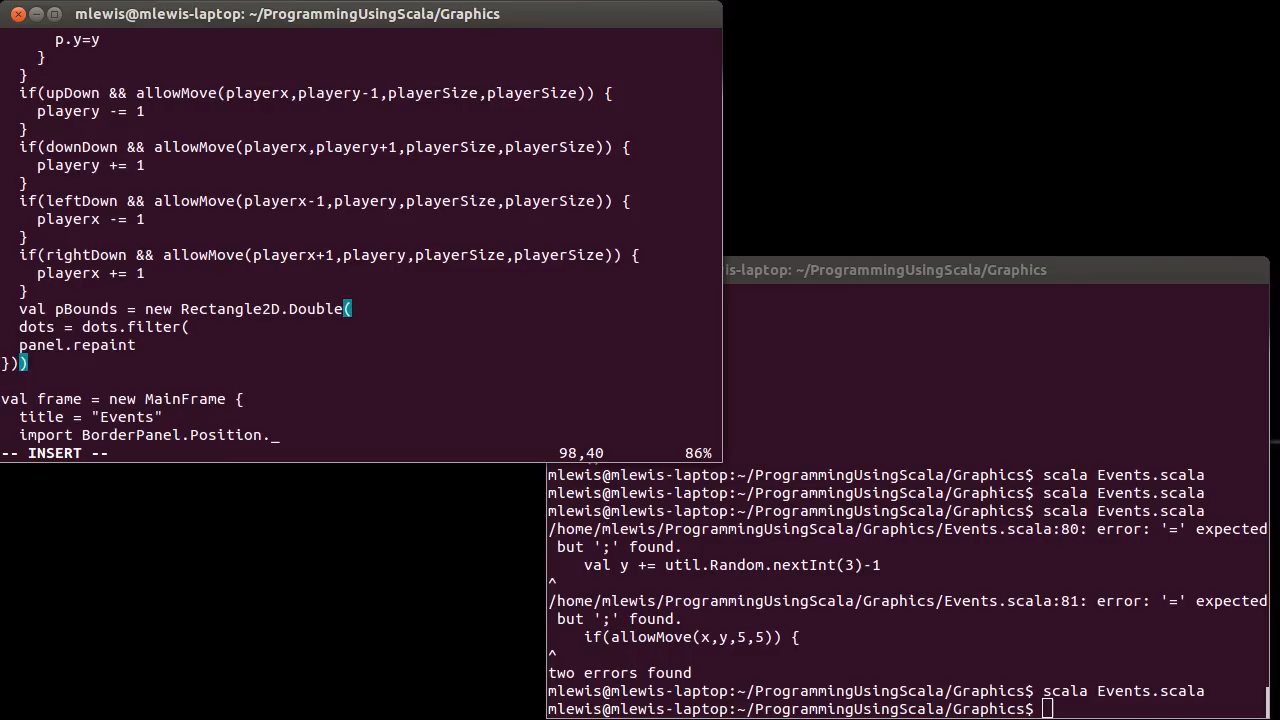 mlewis@mlewis-laptop: ~/ProgrammingUsingScala/Graphics
      p.y=y
    }
  }
  if(upDown && allowMove(playerx,playery-1,playerSize,playerSize)) {
    playery -= 1
  }
  if(downDown && allowMove(playerx,playery+1,playerSize,playerSize)) {
    playery += 1
  }
  if(leftDown && allowMove(playerx-1,playery,playerSize,playerSize)) {
    playerx -= 1
  }
  if(rightDown && allowMove(playerx+1,playery,playerSize,playerSize)) {
    playerx += 1
  }
  val pBounds = new Rectangle2D.Double(
  dots = dots.filter(
  panel.repaint
}))

val frame = new MainFrame {
  title = "Events"
  import BorderPanel.Position._
-- INSERT -- 98,40 86%
is-laptop: ~/ProgrammingUsingScala/Graphics
mlewis@mlewis-laptop:~/ProgrammingUsingScala/Graphics$ scala Events.scala
mlewis@mlewis-laptop:~/ProgrammingUsingScala/Graphics$ scala Events.scala
mlewis@mlewis-laptop:~/ProgrammingUsingScala/Graphics$ scala Events.scala
/home/mlewis/ProgrammingUsingScala/Graphics/Events.scala:80: error: '=' expected
 but ';' found.
    val y += util.Random.nextInt(3)-1
^
/home/mlewis/ProgrammingUsingScala/Graphics/Events.scala:81: error: '=' expected
 but ';' found.
    if(allowMove(x,y,5,5)) {
^
two errors found
mlewis@mlewis-laptop:~/ProgrammingUsingScala/Graphics$ scala Events.scala
mlewis@mlewis-laptop:~/ProgrammingUsingScala/Graphics$